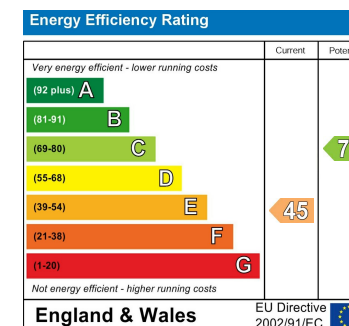 Energy Efficiency Rating
Current
Very energy efficient - lower running costs
(92 plus) A
(81-91) B
(69-80) C
(55-68) D
(39-54) E
45
(21-38) F
(1-20) G
Not energy efficient - higher running costs
England & Wales
EU Directive
2002/91/EC